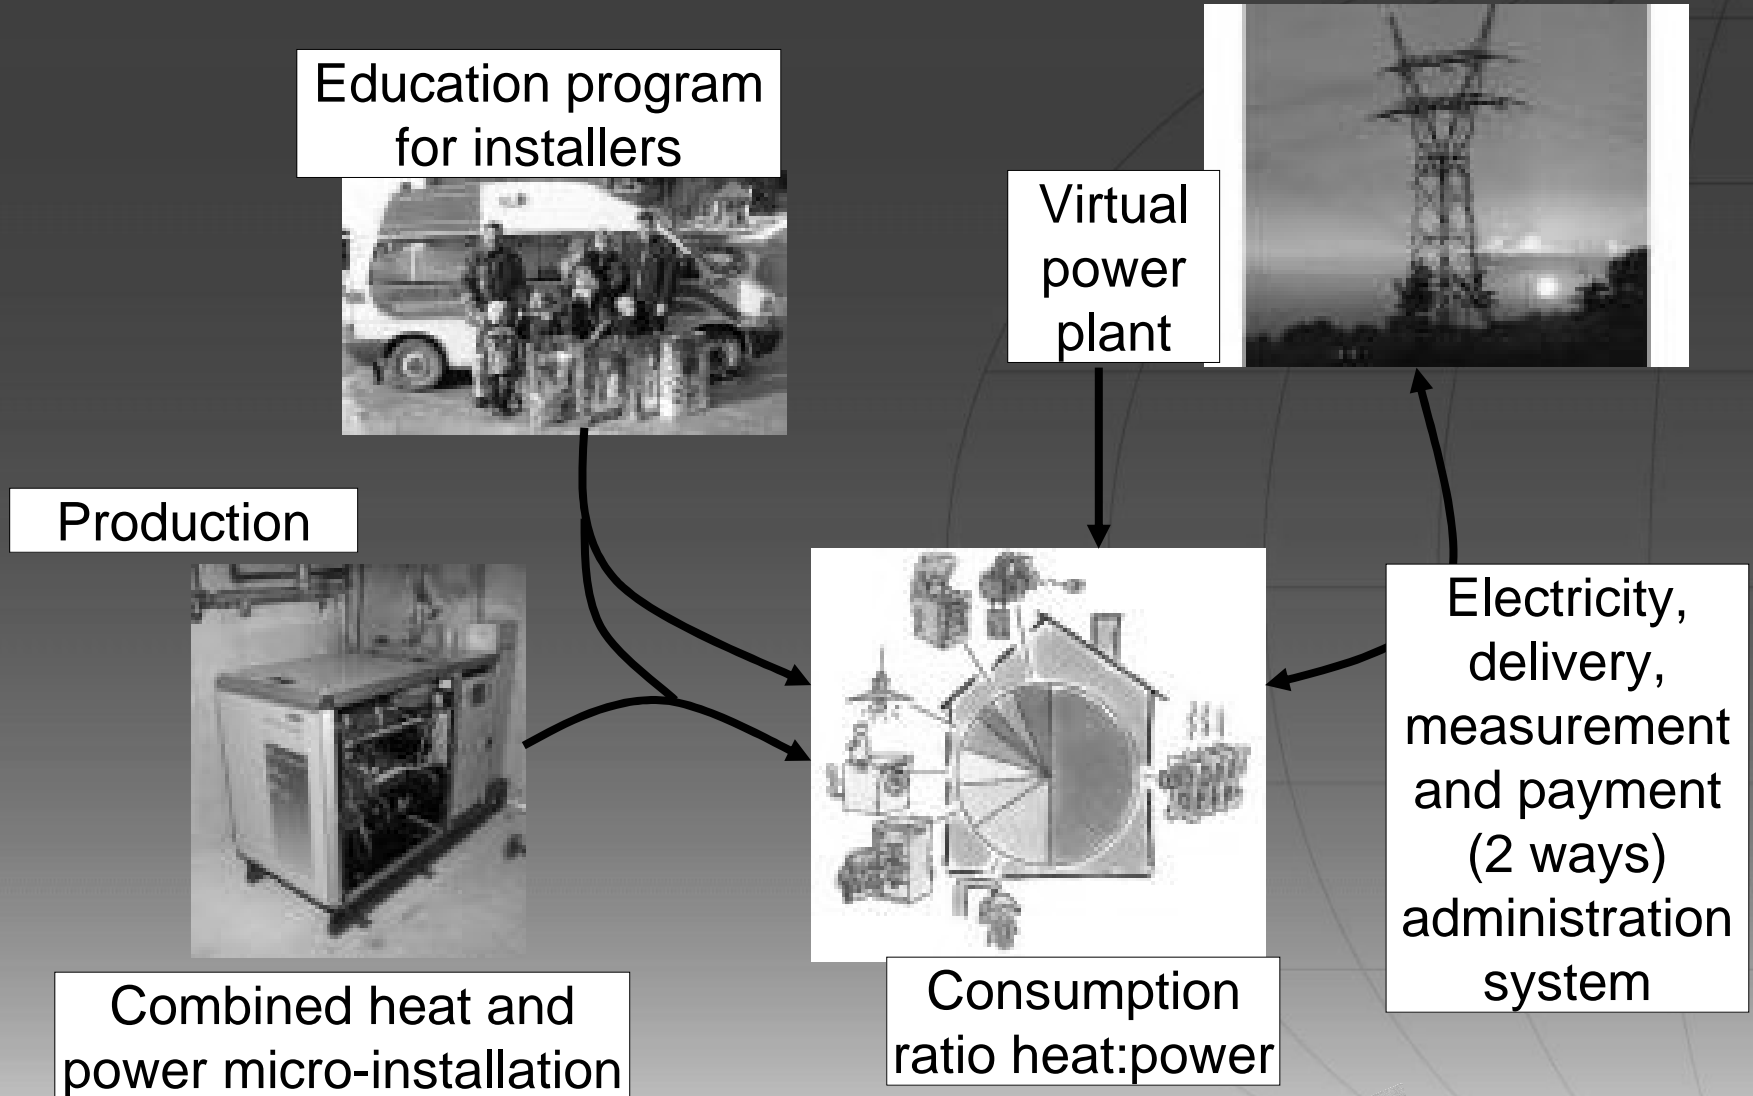 Education program
for installers
Virtual
power
plant
Production
Electricity,
delivery,
measurement
and payment
(2 ways)
administration
system
Combined heat and
power micro-installation
Consumption
ratio heat:power